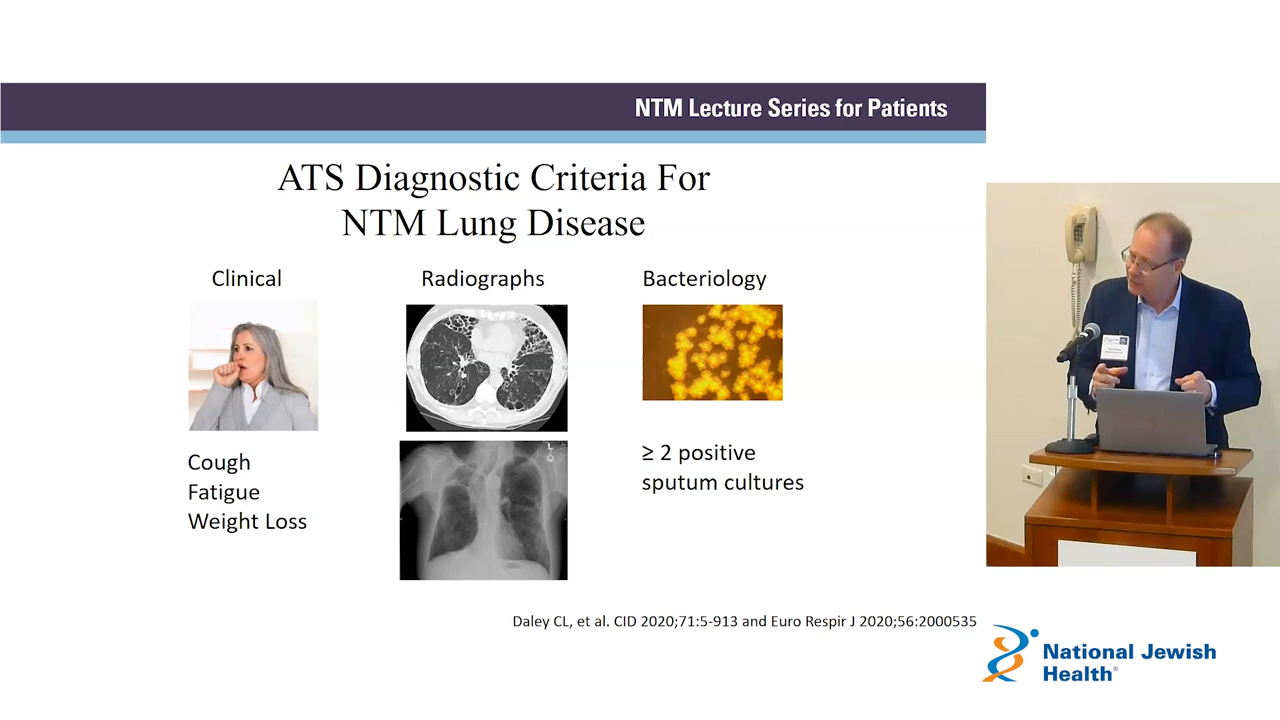 NTM Lecture Series for Patients
ATS Diagnostic Criteria For
NTM Lung Disease
Clinical
Radiographs
Bacteriology
Cough
Fatigue
Weight Loss
≥ 2 positive
sputum cultures
Daley CL, et al. CID 2020;71:5-913 and Euro Respir J 2020;56:2000535
National Jewish
Health®